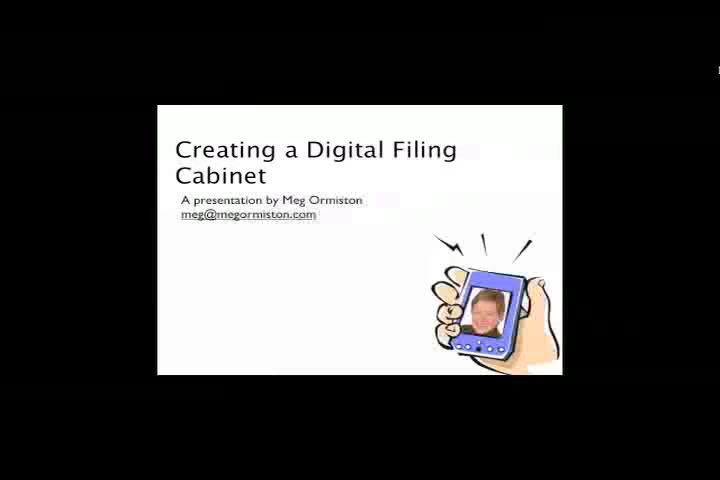 Creating a Digital Filing
Cabinet
A presentation by Meg Ormiston
meg@megormiston.com